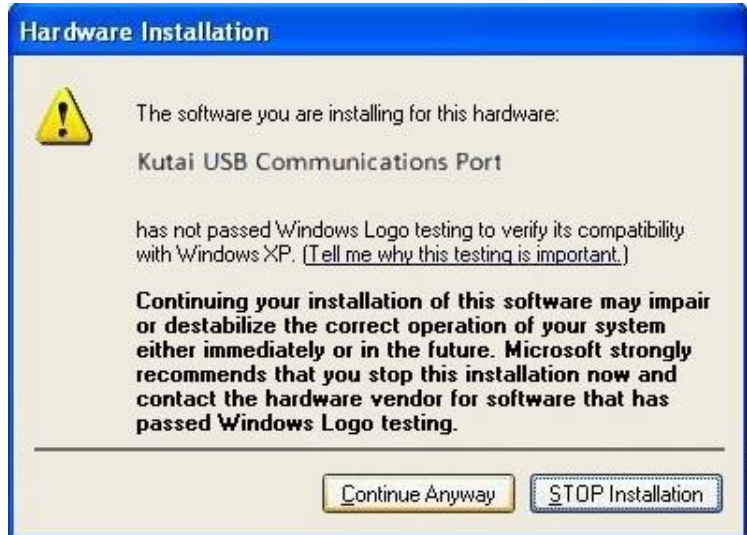 Hardware Installation
The software you are installing for this hardware:
Kutai USB Communications Port
has not passed Windows Logo testing to verify its compatibility
with Windows XP. (Tell me why this testing is important.)
Continuing your installation of this software may impair
or destabilize the correct operation of your system
either immediately or in the future. Microsoft strongly
recommends that you stop this installation now and
contact the hardware vendor for software that has
passed Windows Logo testing.
Continue Anyway
STOP Installation